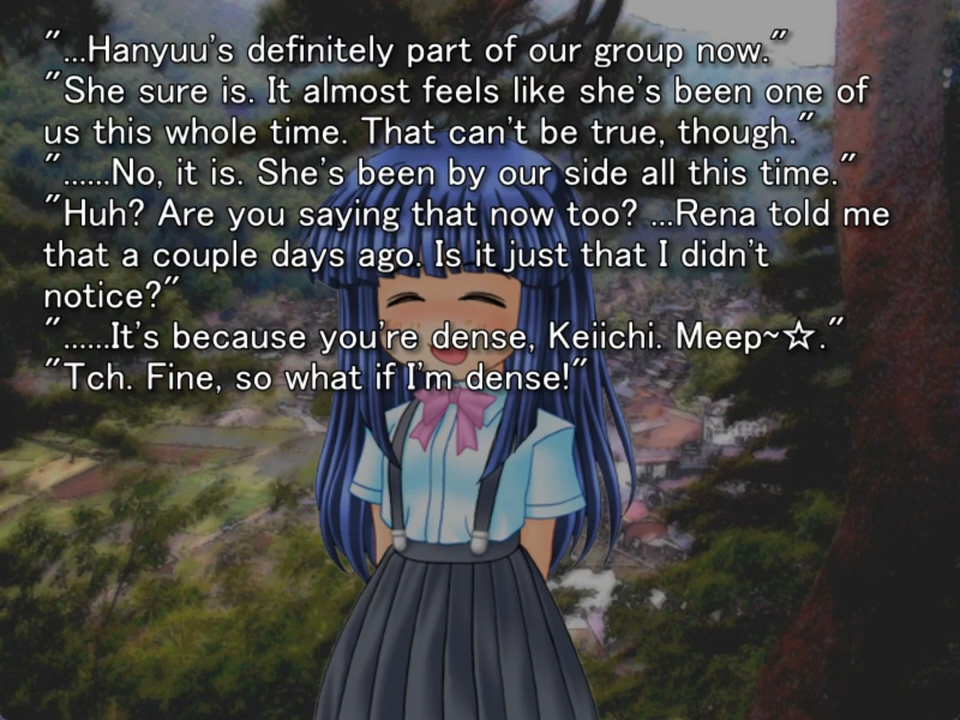 "...Hanyuu's definitely part of our group now."
"She sure is. It almost feels like she's been one of
us this whole time. That can't be true, though."
"......No, it is. She's been by our side all this time."
"Huh? Are you saying that now too? ...Rena told me
that a couple days ago. Is it just that I didn't
notice?"
"......It's because you're dense, Keiichi. Meep~☆."
"Tch. Fine, so what if I'm dense!"